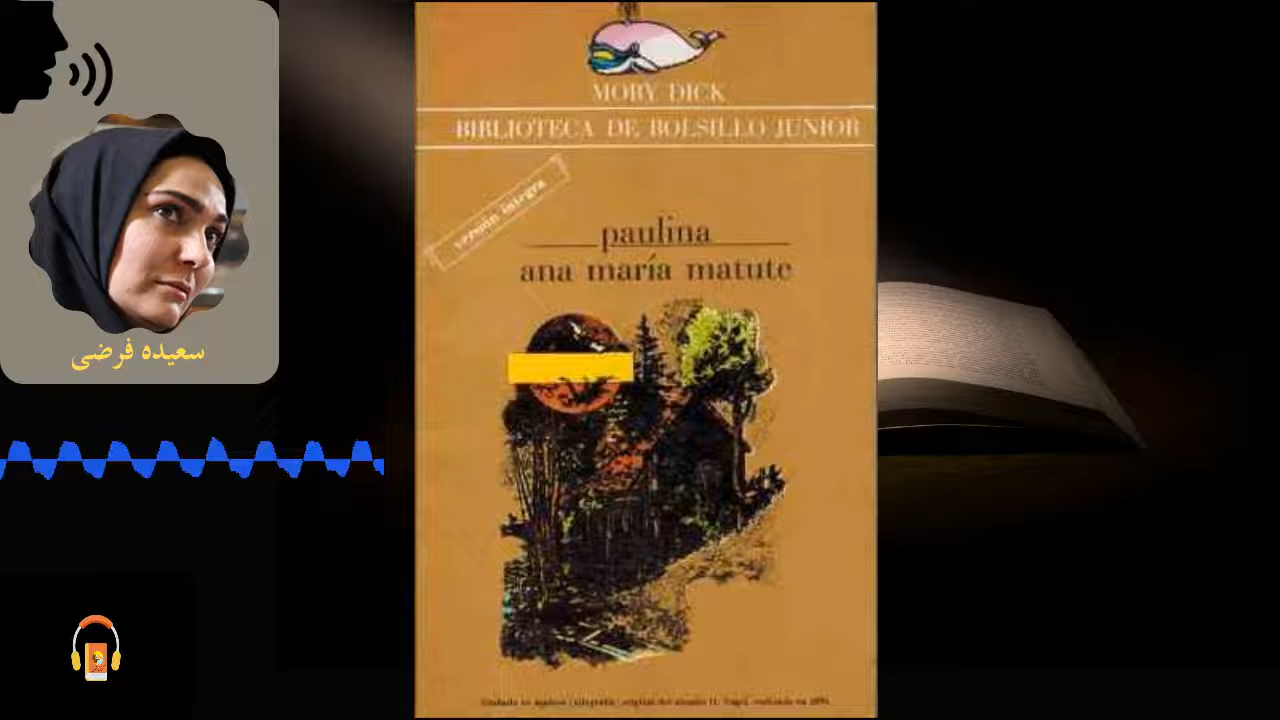 سعیده فرضی
MOBY DICK
BIBLIOTECA DE BOLSILLO JUNIOR
versión íntegra
paulina
ana maría matute